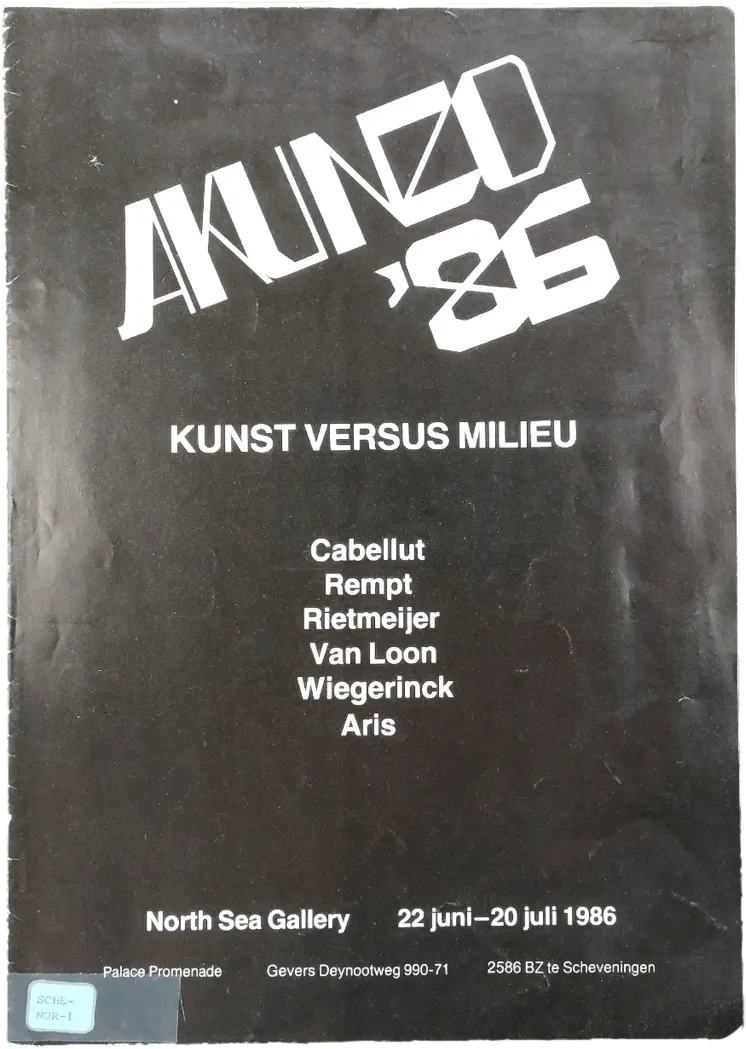 AKUNZO
'86
KUNST VERSUS MILIEU
Cabellut
Rempt
Rietmeijer
Van Loon
Wiegerinck
Aris
North Sea Gallery 22 juni–20 juli 1986
Palace Promenade Gevers Deynootweg 990-71 2586 BZ te Scheveningen
SCHE-
NOR-1